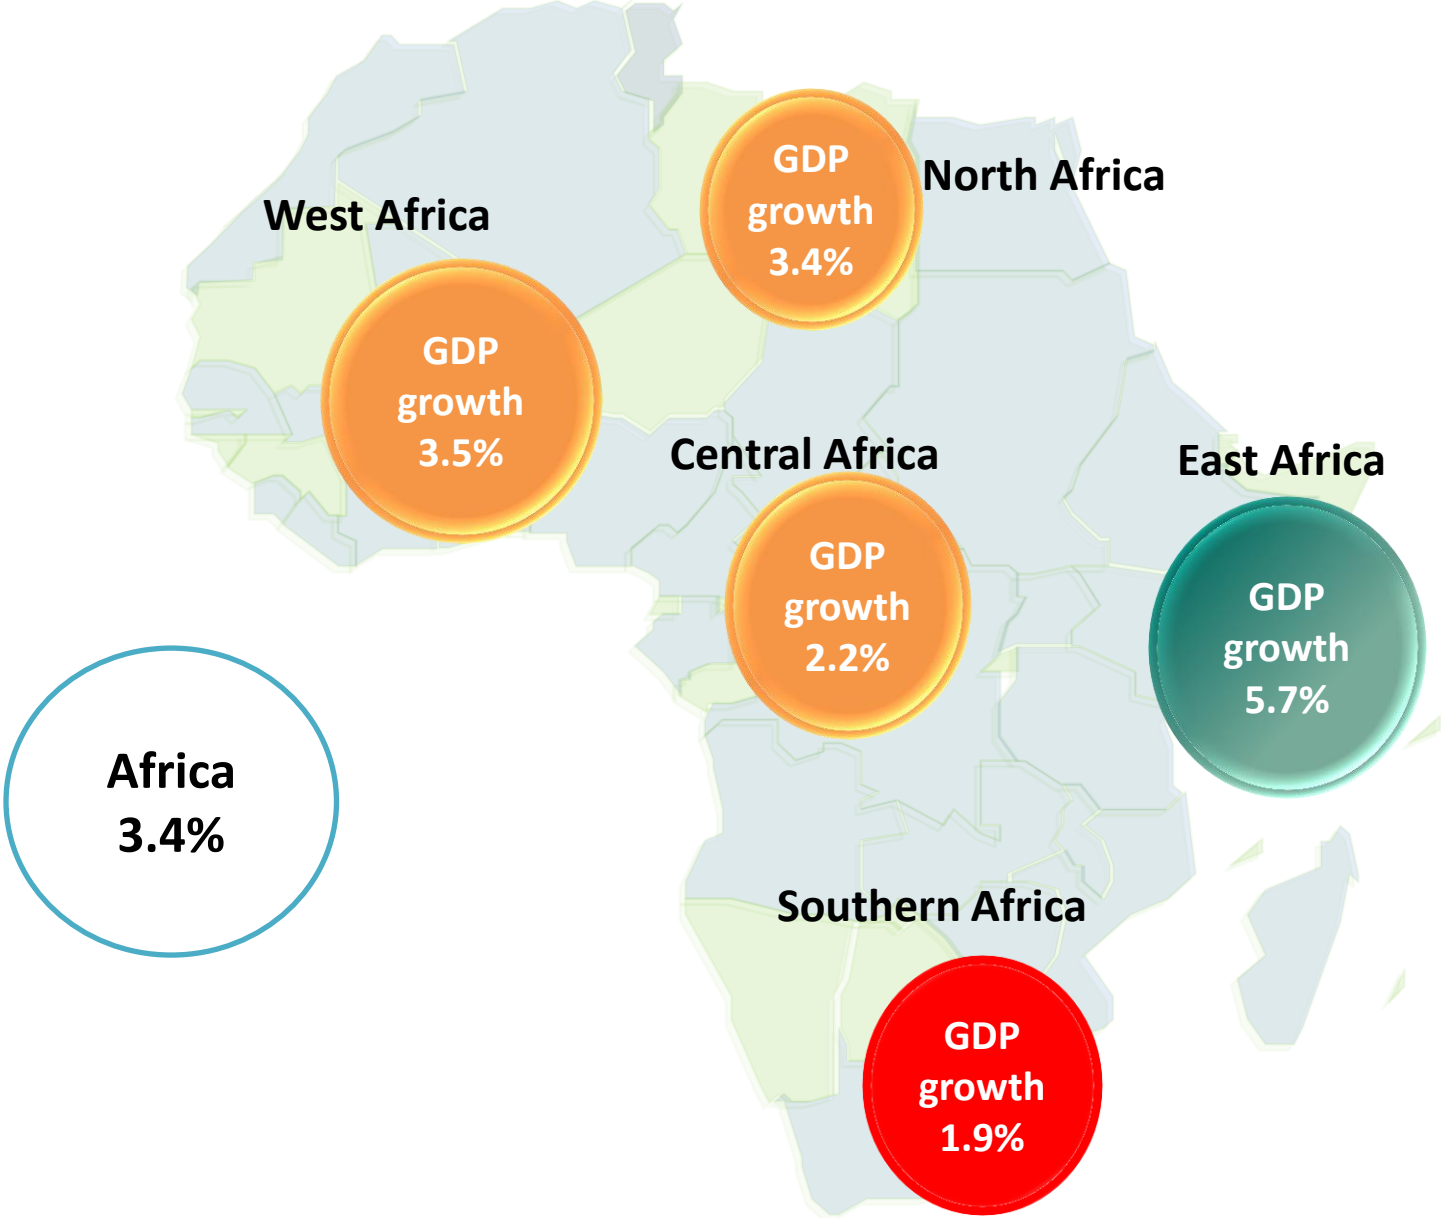 North Africa
GDP
growth
3.4%
West Africa
GDP
growth
3.5%
Central Africa
GDP
growth
2.2%
East Africa
GDP
growth
5.7%
Africa
3.4%
Southern Africa
GDP
growth
1.9%